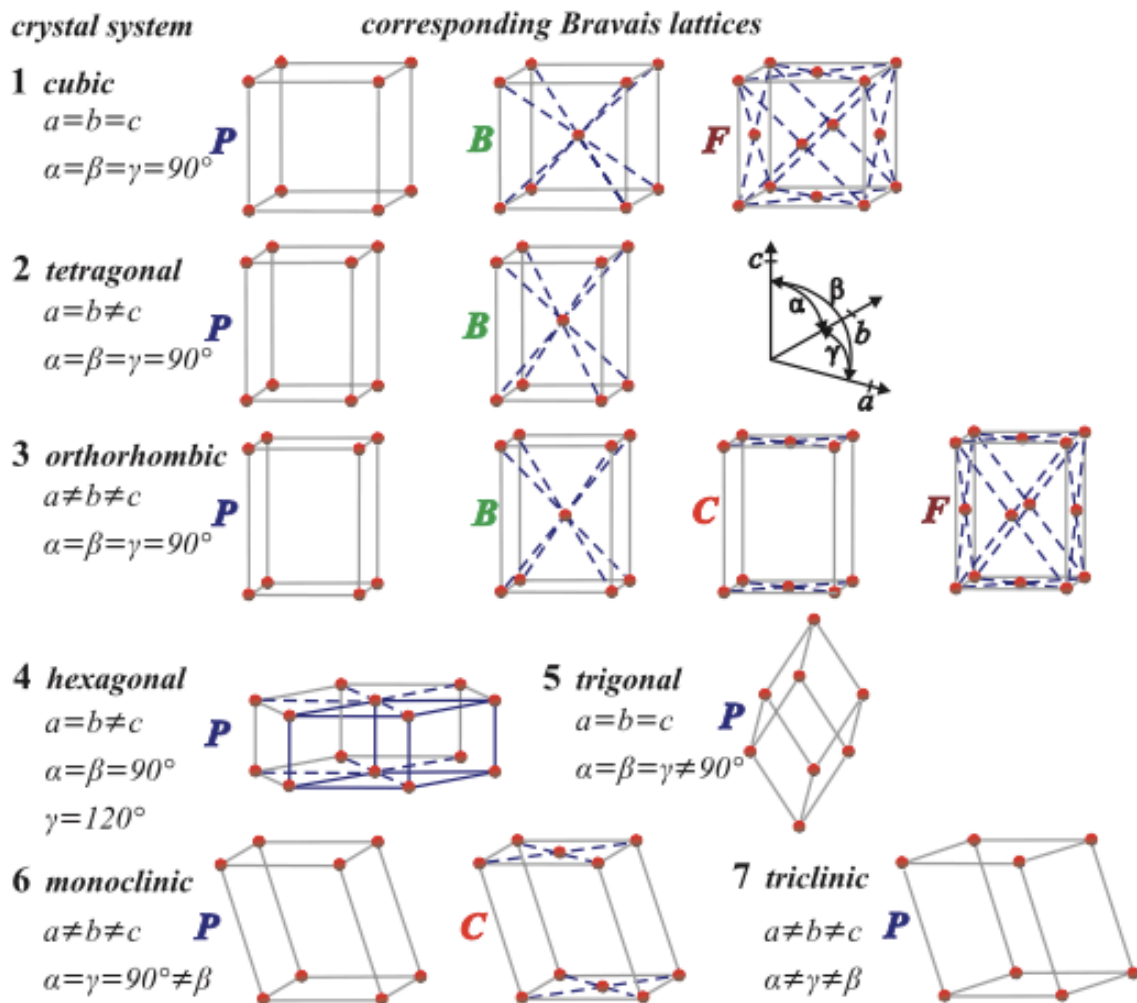 crystal system
corresponding Bravais lattices
1 cubic
a=b=c
α=β=γ=90°
P
B
F
2 tetragonal
a=b≠c
α=β=γ=90°
P
B
c
β
α
b
γ
a
3 orthorhombic
a≠b≠c
α=β=γ=90°
P
B
C
F
4 hexagonal
a=b≠c
α=β=90°
γ=120°
P
5 trigonal
a=b=c
α=β=γ≠90°
P
6 monoclinic
a≠b≠c
α=γ=90°≠β
P
C
7 triclinic
a≠b≠c
α≠γ≠β
P